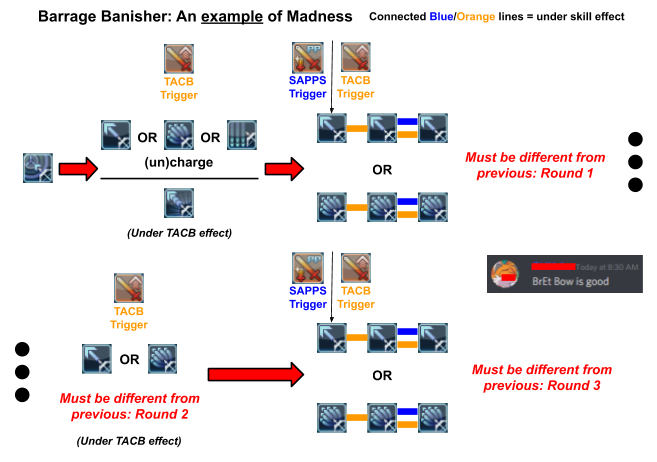 Barrage Banisher: An example of Madness
Connected Blue/Orange lines = under skill effect
TACB
Trigger
PP
SAPPS
Trigger
TACB
Trigger
OR
OR
(un)charge
(Under TACB effect)
OR
Must be different from
previous: Round 1
TACB
Trigger
OR
Must be different from
previous: Round 2
(Under TACB effect)
PP
SAPPS
Trigger
TACB
Trigger
OR
Today at 8:30 AM
BrEt Bow is good
Must be different from
previous: Round 3